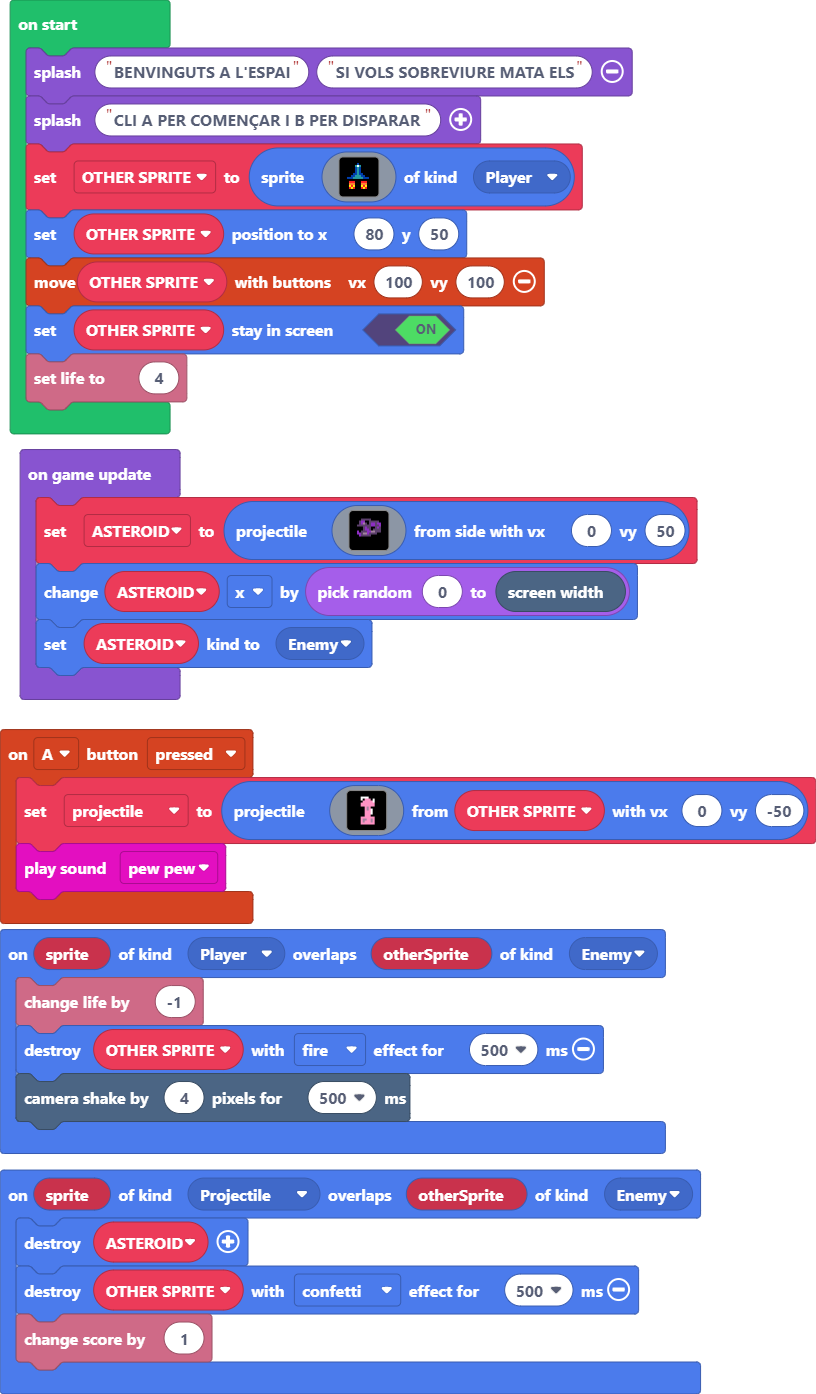 on start
splash "BENVINGUTS A L'ESPAI" "SI VOLS SOBREVIURE MATA ELS"
splash "CLI A PER COMENÇAR I B PER DISPARAR "
set OTHER SPRITE to sprite of kind Player
set OTHER SPRITE position to x 80 y 50
move OTHER SPRITE with buttons vx 100 vy 100
set OTHER SPRITE stay in screen ON
set life to 4
on game update
set ASTEROID to projectile from side with vx 0 vy 50
change ASTEROID x by pick random 0 to screen width
set ASTEROID kind to Enemy
on A button pressed
set projectile to projectile from OTHER SPRITE with vx 0 vy -50
play sound pew pew
on sprite of kind Player overlaps otherSprite of kind Enemy
change life by -1
destroy OTHER SPRITE with fire effect for 500 ms
camera shake by 4 pixels for 500 ms
on sprite of kind Projectile overlaps otherSprite of kind Enemy
destroy ASTEROID
destroy OTHER SPRITE with confetti effect for 500 ms
change score by 1